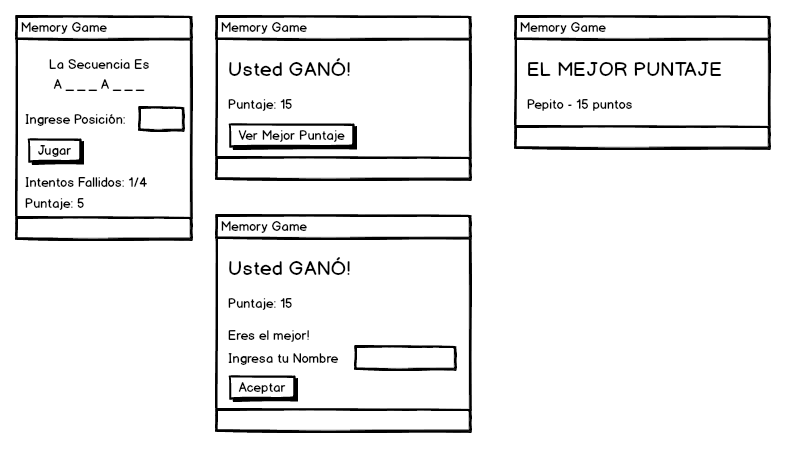 Memory Game
La Secuencia Es
A _ _ _ A _ _ _
Ingrese Posición:
Jugar
Intentos Fallidos: 1/4
Puntaje: 5
Memory Game
Usted GANÓ!
Puntaje: 15
Ver Mejor Puntaje
Memory Game
Usted GANÓ!
Puntaje: 15
Eres el mejor!
Ingresa tu Nombre
Aceptar
Memory Game
EL MEJOR PUNTAJE
Pepito - 15 puntos